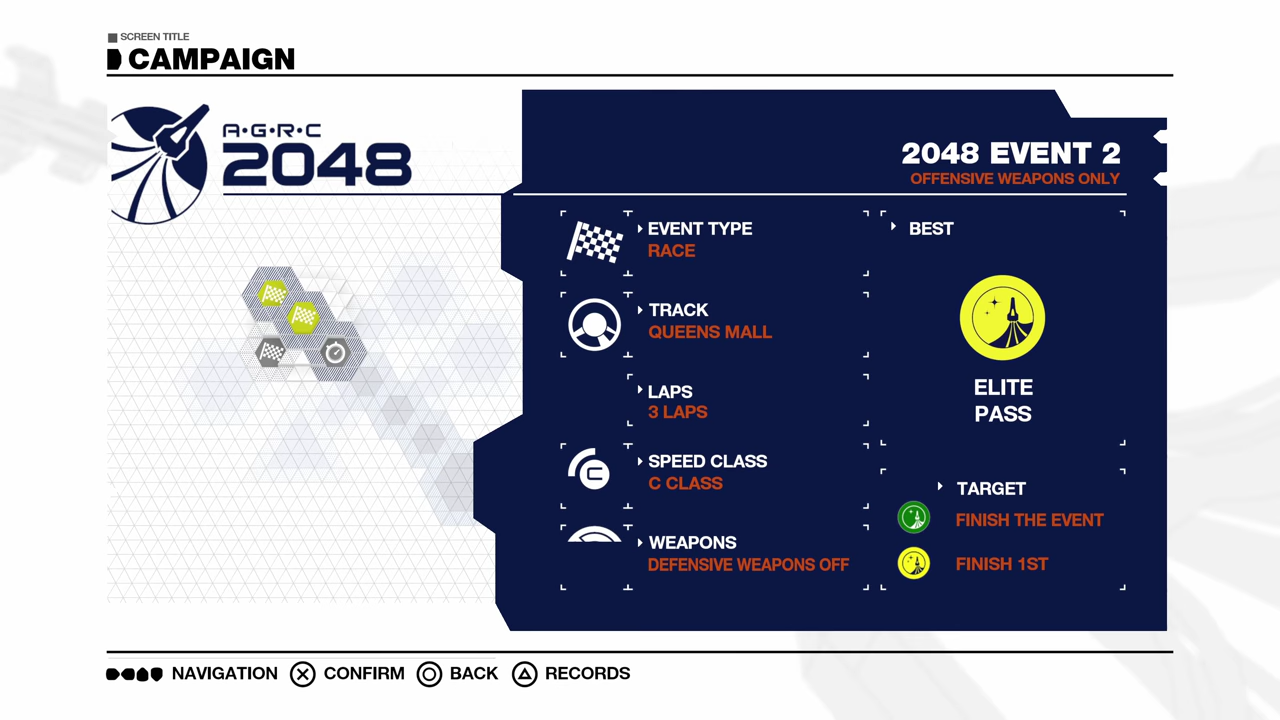 SCREEN TITLE
CAMPAIGN
A·G·R·C
2048
2048 EVENT 2
OFFENSIVE WEAPONS ONLY
EVENT TYPE
RACE
TRACK
QUEENS MALL
LAPS
3 LAPS
C
SPEED CLASS
C CLASS
WEAPONS
DEFENSIVE WEAPONS OFF
BEST
ELITE
PASS
TARGET
FINISH THE EVENT
FINISH 1ST
NAVIGATION CONFIRM BACK RECORDS